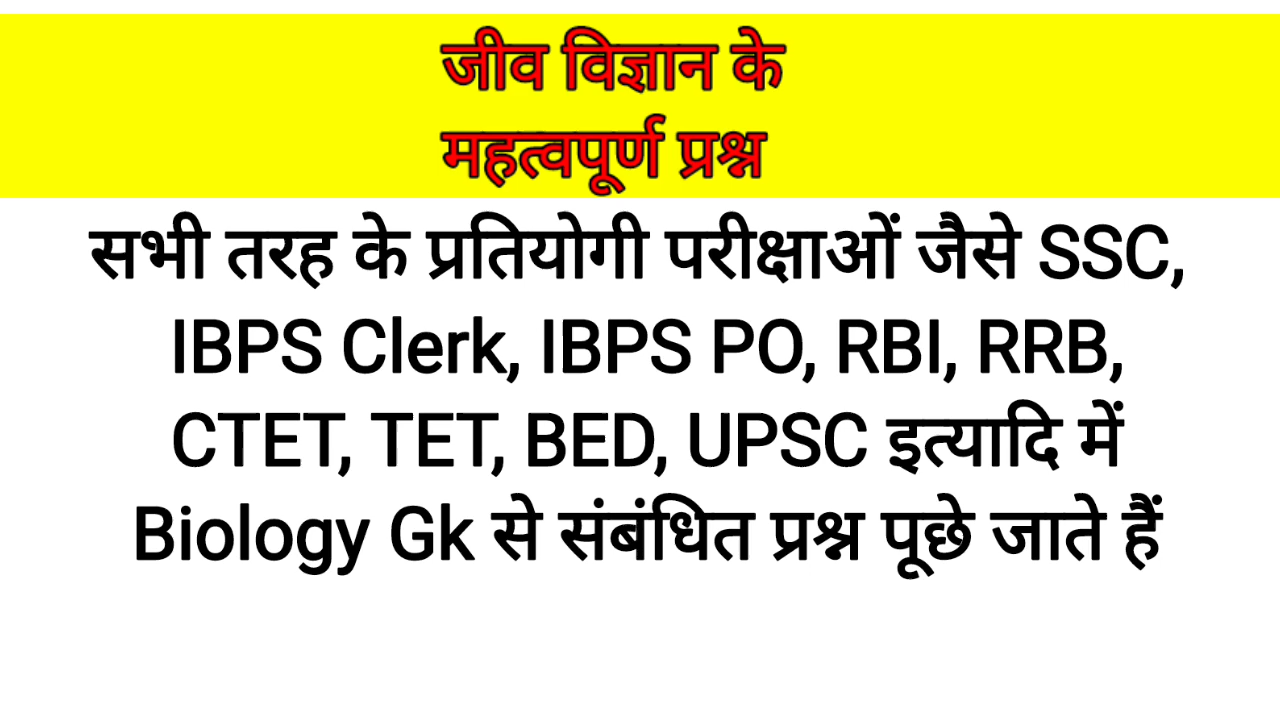 जीव विज्ञान के
महत्वपूर्ण प्रश्न
सभी तरह के प्रतियोगी परीक्षाओं जैसे SSC,
IBPS Clerk, IBPS PO, RBI, RRB,
CTET, TET, BED, UPSC इत्यादि में
Biology Gk से संबंधित प्रश्न पूछे जाते हैं